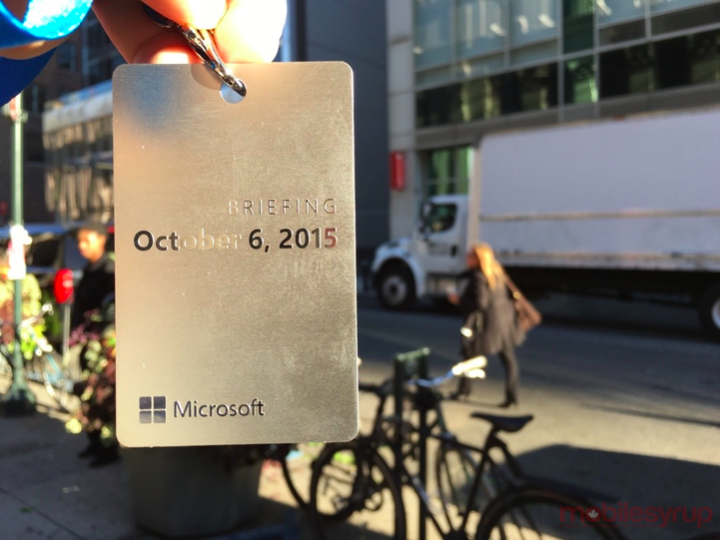 BRIEFING
October 6, 2015
Microsoft
mobilesyrup